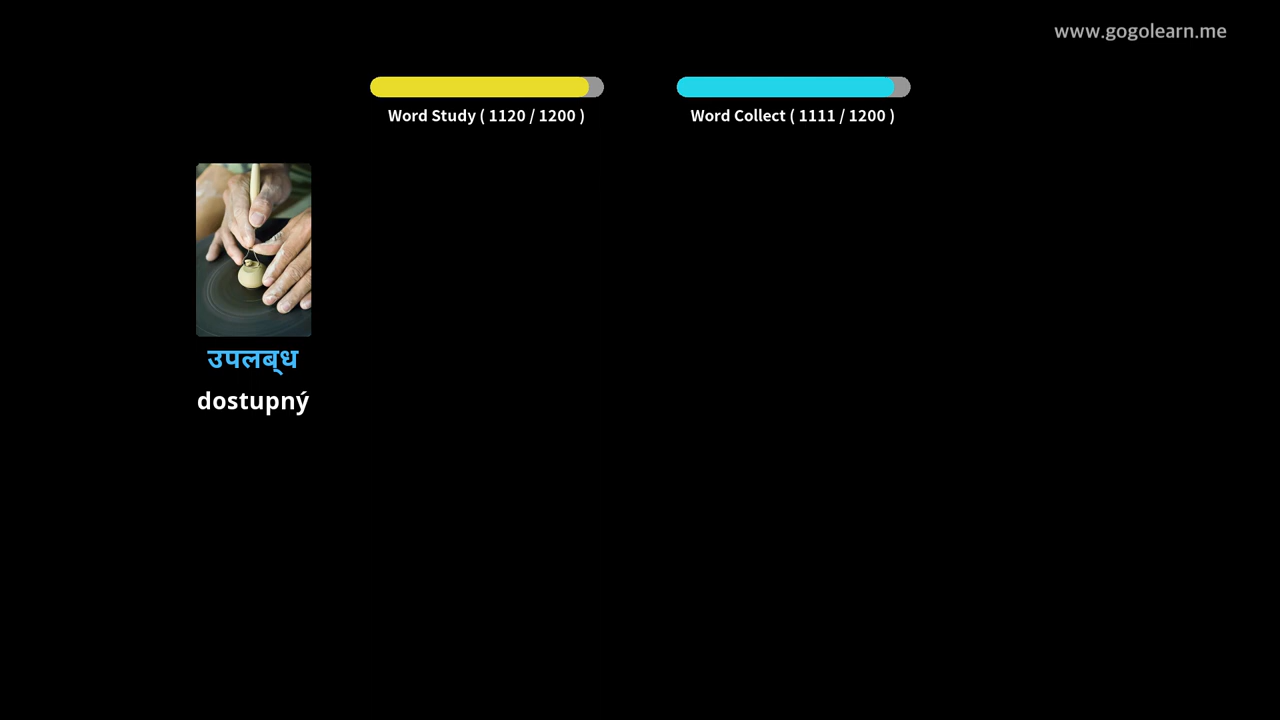 www.gogolearn.me
Word Study ( 1120 / 1200 )
Word Collect ( 1111 / 1200 )
उपलब्ध
dostupný